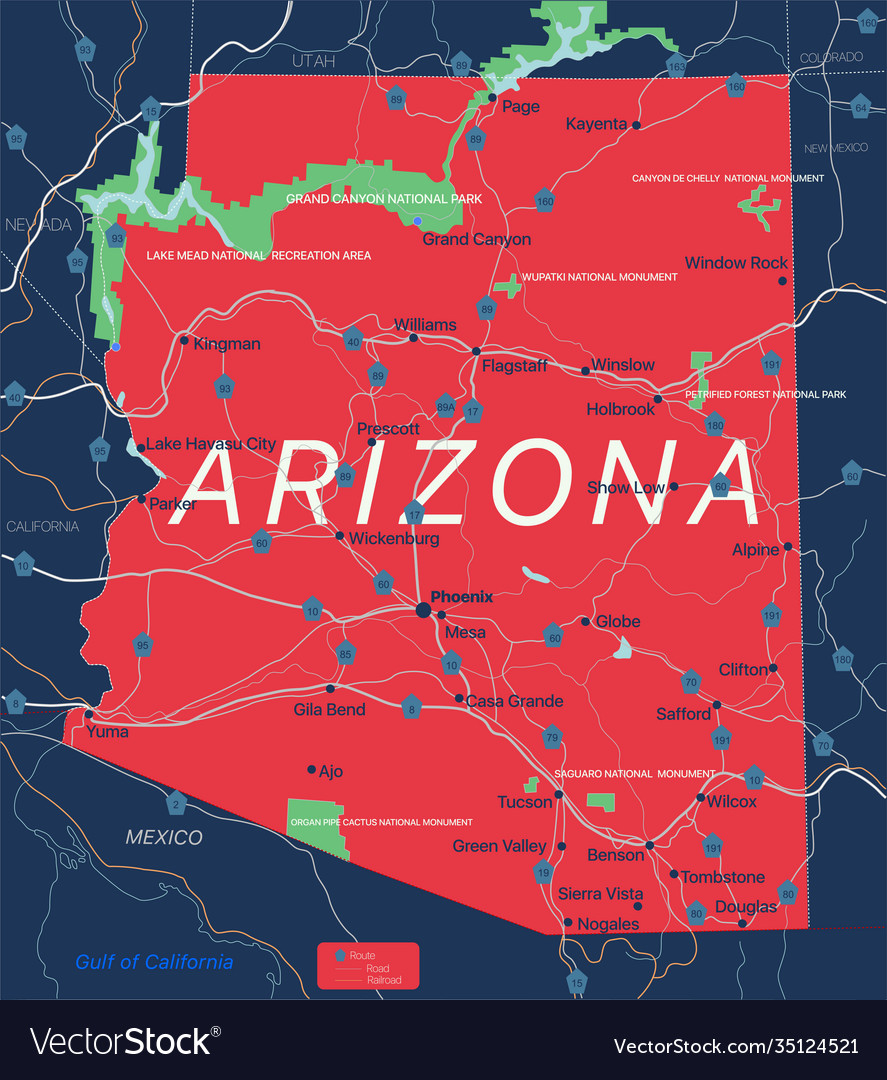 160
93
UTAH
89
163
COLORADO
160
89
15
Page
64
Kayenta
95
89
NEW MEXICO
CANYON DE CHELLY NATIONAL MONUMENT
GRAND CANYON NATIONAL PARK
160
NEVADA
93
Grand Canyon
LAKE MEAD NATIONAL RECREATION AREA
95
Window Rock
WUPATKI NATIONAL MONUMENT
89
Williams
Kingman
40
Flagstaff
Winslow
191
89
93
40
PETRIFIED FOREST NATIONAL PARK
89A
17
Holbrook
180
Prescott
95
Lake Havasu City
89
60
ARIZONA
Show Low
60
Parker
17
CALIFORNIA
60
Wickenburg
Alpine
10
60
Phoenix
10
191
Globe
Mesa
60
95
85
10
180
Clifton
70
8
Casa Grande
Gila Bend
8
Safford
Yuma
79
191
70
Ajo
SAGUARO NATIONAL MONUMENT
10
2
Tucson
Wilcox
ORGAN PIPE CACTUS NATIONAL MONUMENT
MEXICO
Green Valley
191
Benson
19
Tombstone
Sierra Vista
80
Douglas
80
Nogales
Gulf of California
Route
Road
Railroad
15
VectorStock®
VectorStock.com/35124521